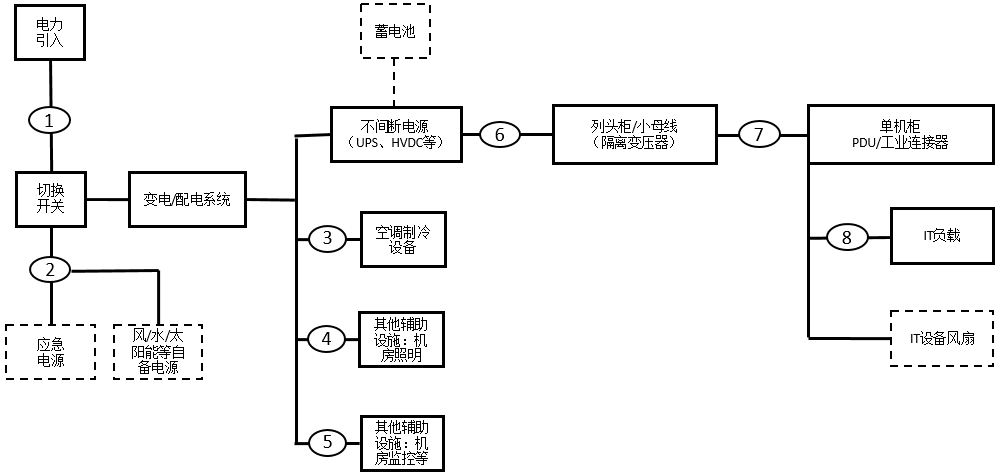 电力
引入
蓄电池
1
不间断电源
（UPS、HVDC等）
6
列头柜/小母线
（隔离变压器）
7
单机柜
PDU/工业连接器
切换
开关
变电/配电系统
3
空调制冷
设备
8
IT负载
2
应急
电源
风/水/太
阳能等自
备电源
4
其他辅助
设施：机
房照明
IT设备风扇
5
其他辅助
设施：机
房监控等